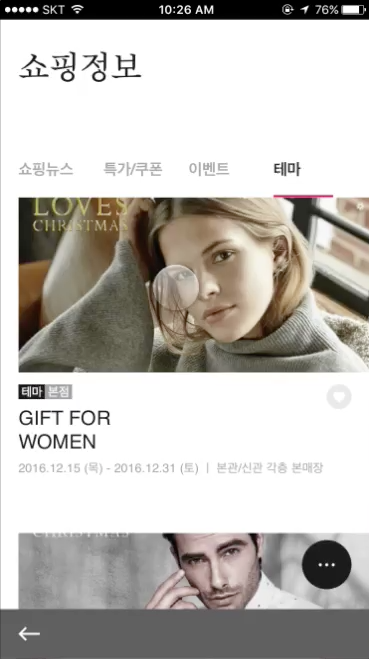 SKT
10:26 AM
76%
쇼핑정보
쇼핑뉴스 특가/쿠폰 이벤트 테마
LOVES
CHRISTMAS
테마 본점
GIFT FOR
WOMEN
2016.12.15 (목) - 2016.12.31 (토) | 본관/신관 각층 본매장
CHRISTMAS